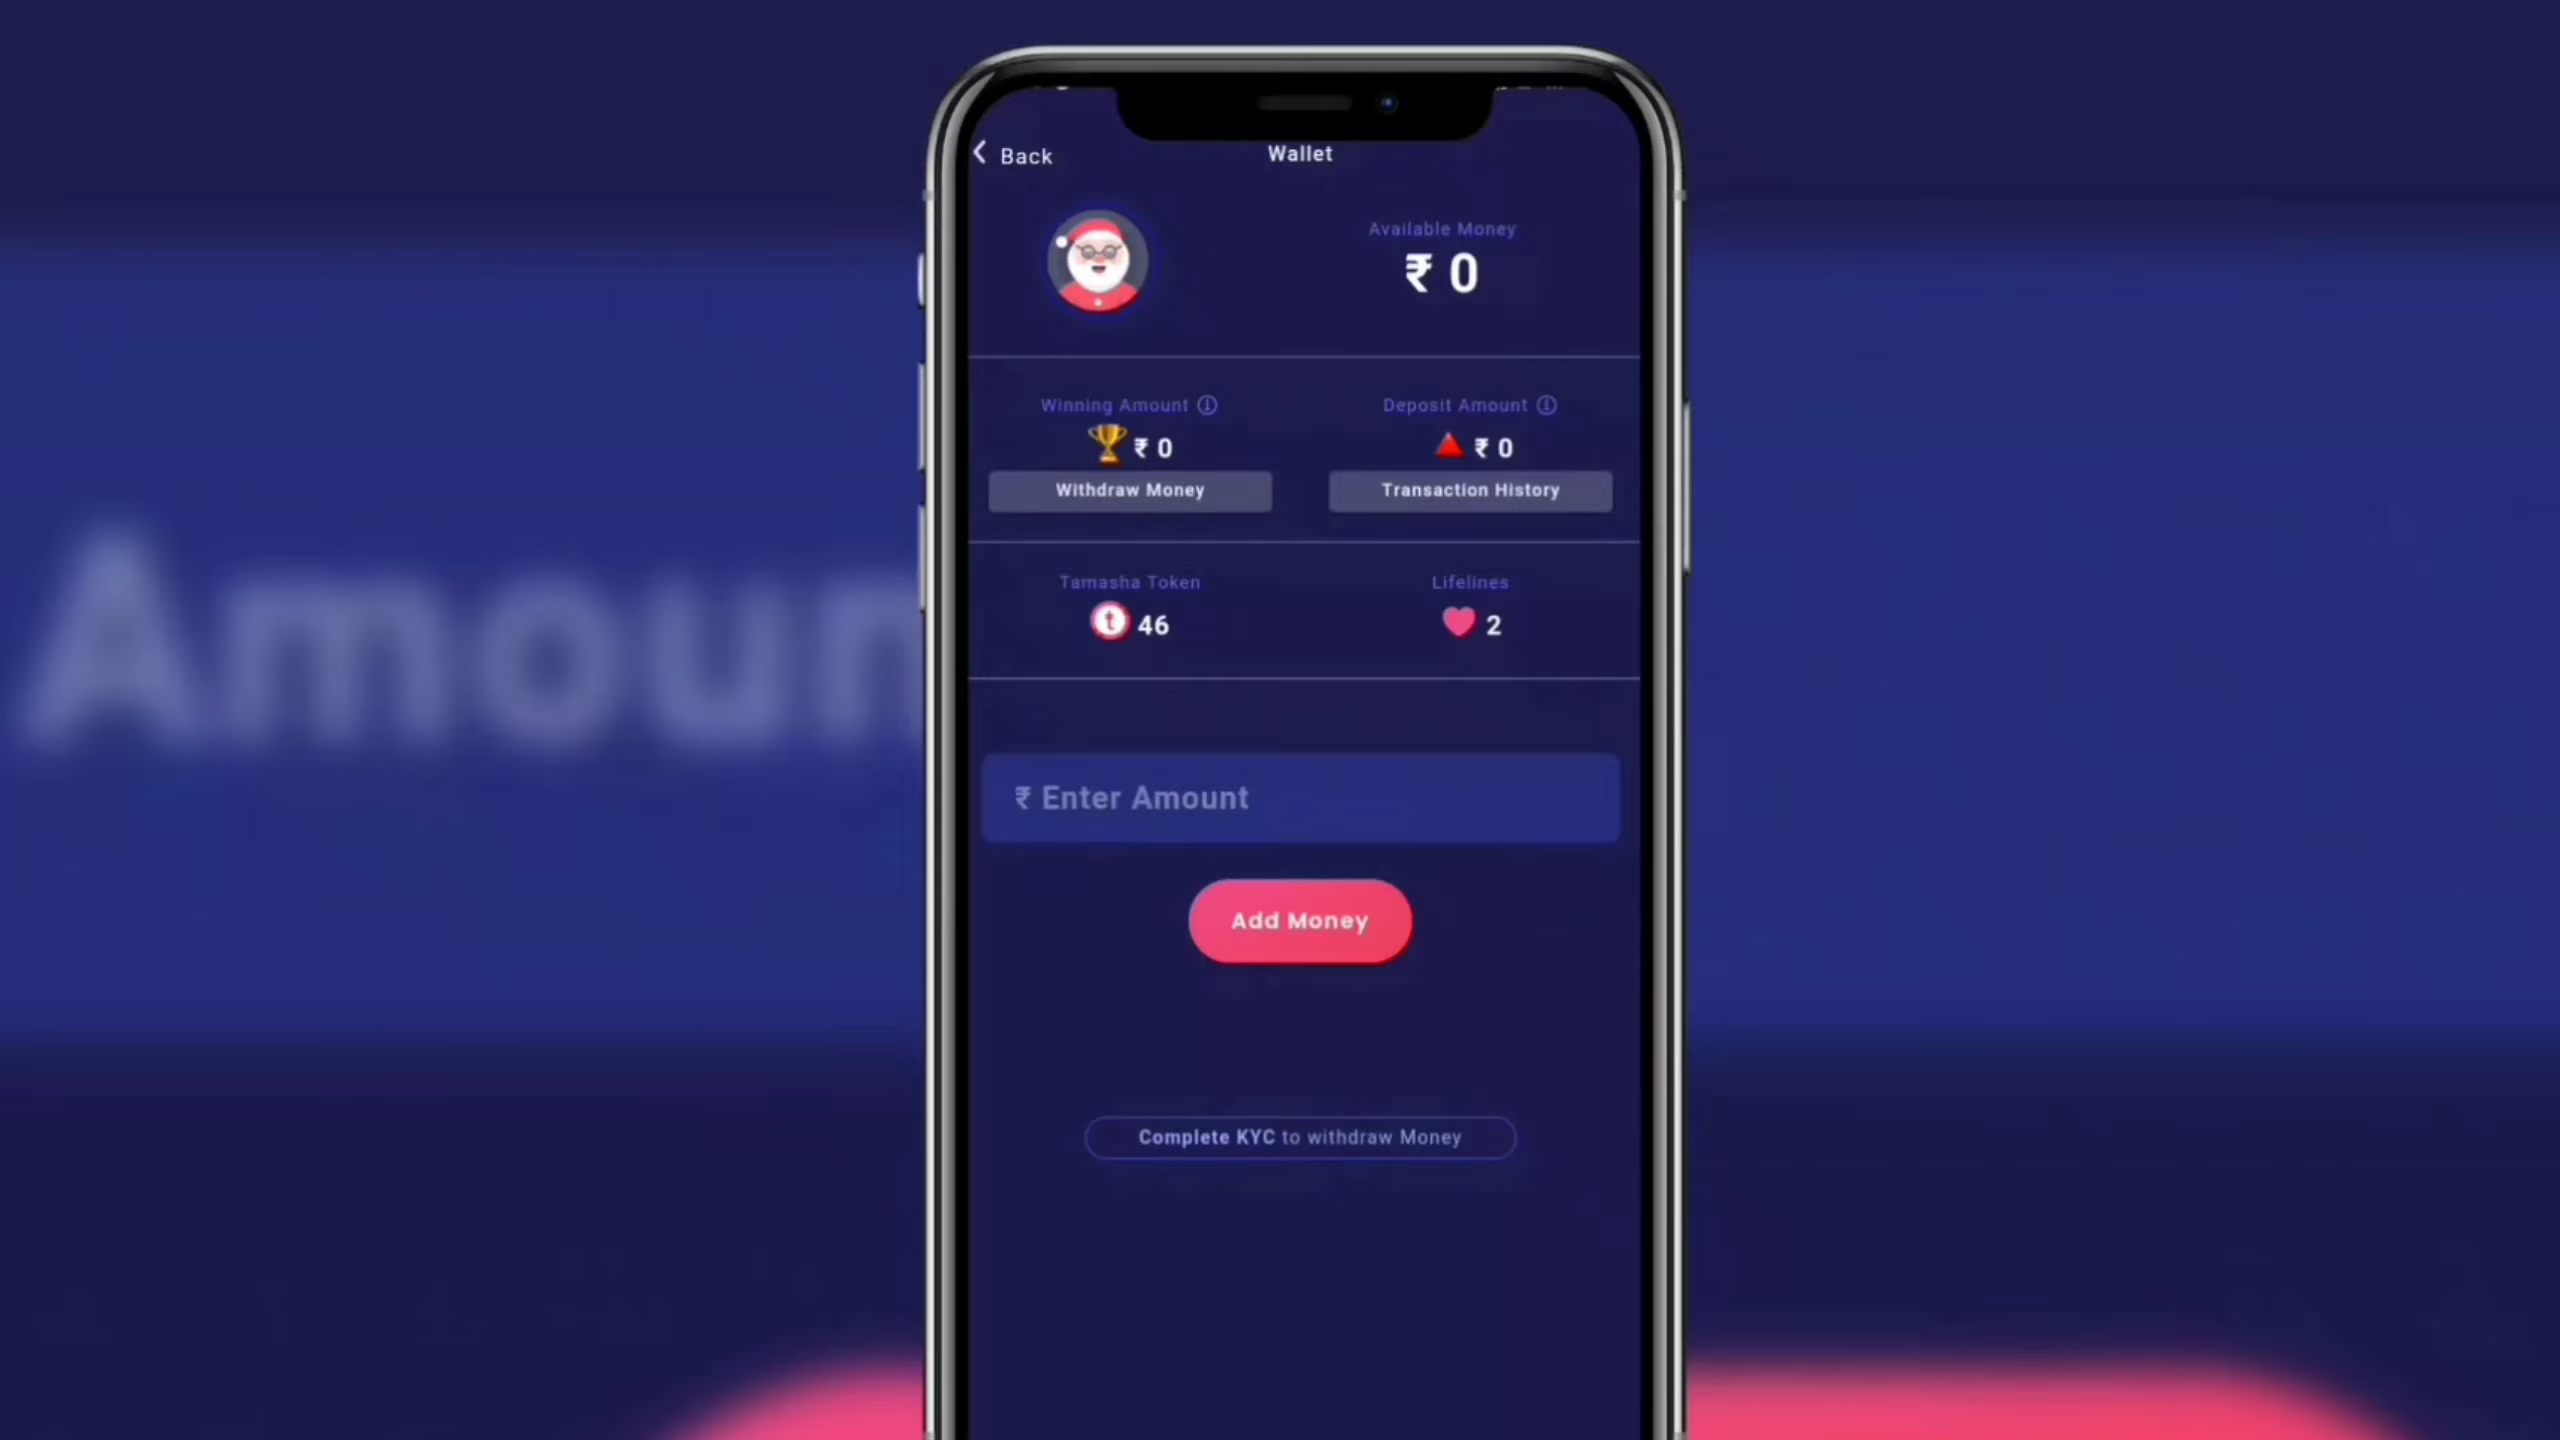 Back
Wallet
Available Money
₹ 0
Winning Amount
Deposit Amount
₹ 0
₹ 0
Withdraw Money
Transaction History
Tamasha Token
Lifelines
t 46
2
Amoun
₹ Enter Amount
Add Money
Complete KYC to withdraw Money